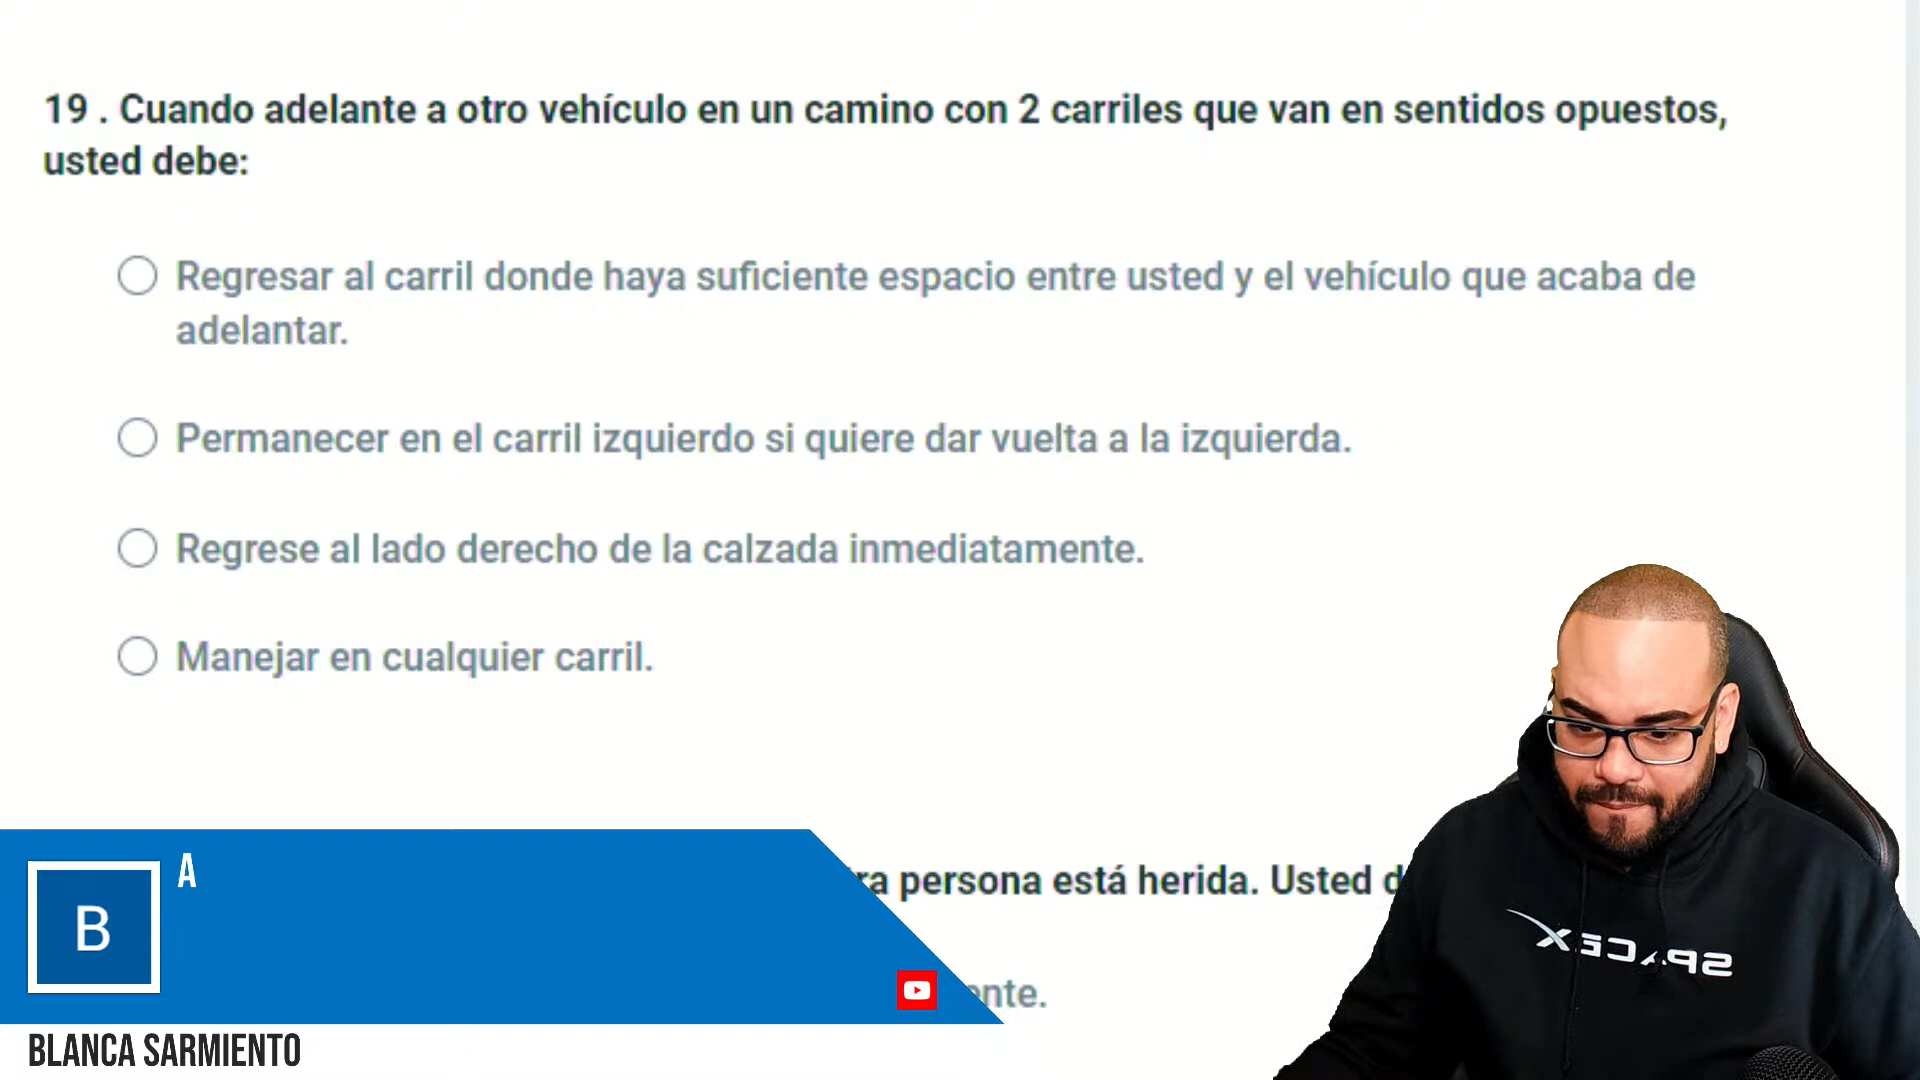 19 . Cuando adelante a otro vehículo en un camino con 2 carriles que van en sentidos opuestos,
usted debe:
Regresar al carril donde haya suficiente espacio entre usted y el vehículo que acaba de
adelantar.
Permanecer en el carril izquierdo si quiere dar vuelta a la izquierda.
Regrese al lado derecho de la calzada inmediatamente.
Manejar en cualquier carril.
A
persona está herida. Usted
B
SPACEX
BLANCA SARMIENTO